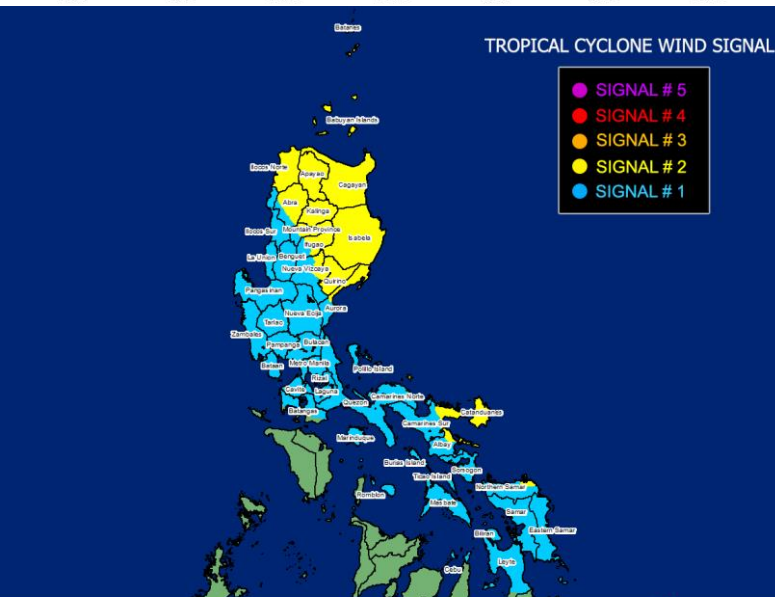 Batanes
TROPICAL CYCLONE WIND SIGNAL
SIGNAL # 5
SIGNAL # 4
SIGNAL # 3
SIGNAL # 2
SIGNAL # 1
Babuyan Islands
Ilocos Norte
Apayao
Cagayan
Abra
Kalinga
Ilocos Sur
Mountain Province
Ifugao
Isabela
La Union
Benguet
Nueva Vizcaya
Quirino
Pangasinan
Aurora
Nueva Ecija
Tarlac
Zambales
Pampanga
Bulacan
Bataan
Metro Manila
Polillo Island
Rizal
Cavite
Laguna
Camarines Norte
Quezon
Batangas
Catanduanes
Camarines Sur
Marinduque
Albay
Burias Island
Sorsogon
Ticao Island
Northern Samar
Romblon
Masbate
Samar
Eastern Samar
Biliran
Leyte
Cebu